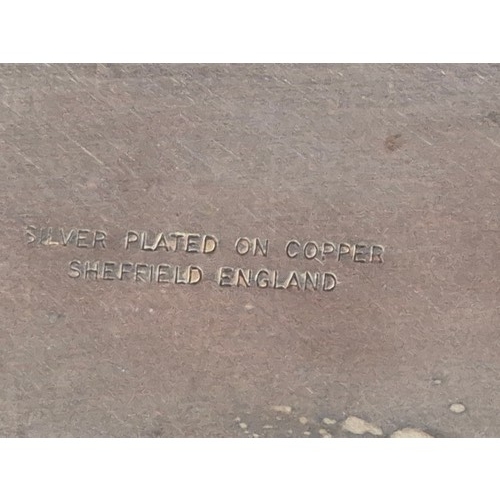 SILVER PLATED ON COPPER
SHEFFIELD ENGLAND